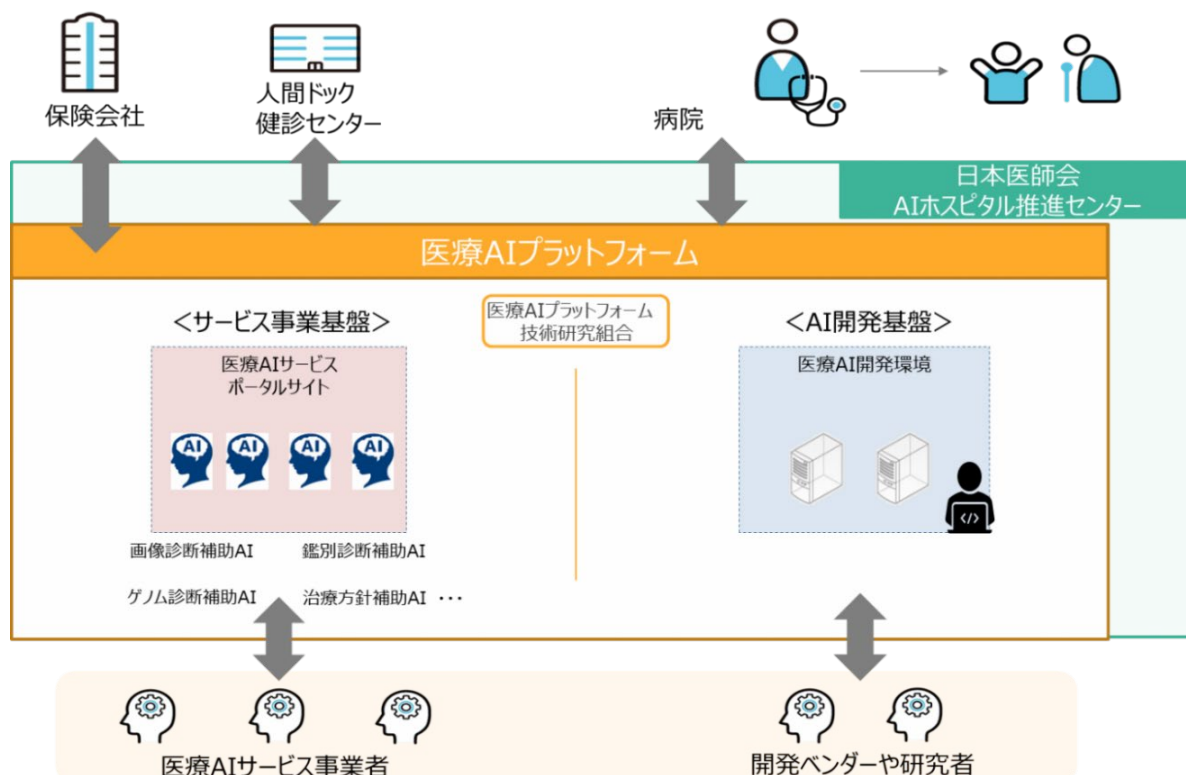 保険会社
人間ドック
健診センター
病院
日本医師会
AIホスピタル推進センター
医療AIプラットフォーム
医療AIプラットフォーム
技術研究組合
<サービス事業基盤>
医療AIサービス
ポータルサイト
AI AI AI AI
画像診断補助AI 鑑別診断補助AI
ゲノム診断補助AI 治療方針補助AI ・・・
<AI開発基盤>
医療AI開発環境
</>
医療AIサービス事業者
開発ベンダーや研究者